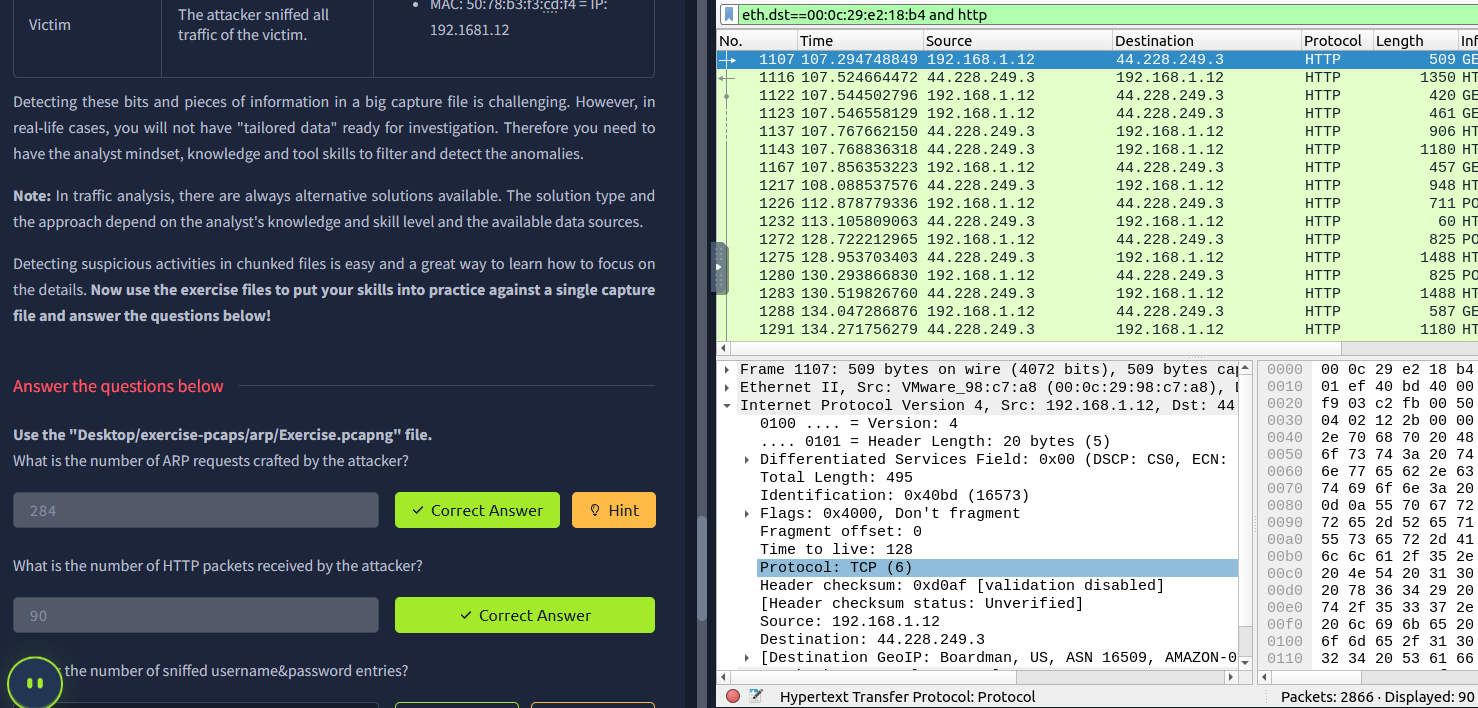 Victim
The attacker sniffed all
traffic of the victim.
MAC: 50:78:b3:f3:cd:f4 = IP:
192.1681.12
Detecting these bits and pieces of information in a big capture file is challenging. However, in
real-life cases, you will not have "tailored data" ready for investigation. Therefore you need to
have the analyst mindset, knowledge and tool skills to filter and detect the anomalies.
Note: In traffic analysis, there are always alternative solutions available. The solution type and
the approach depend on the analyst's knowledge and skill level and the available data sources.
Detecting suspicious activities in chunked files is easy and a great way to learn how to focus on
the details. Now use the exercise files to put your skills into practice against a single capture
file and answer the questions below!
Answer the questions below
Use the "Desktop/exercise-pcaps/arp/Exercise.pcapng" file.
What is the number of ARP requests crafted by the attacker?
284
Correct Answer
Hint
What is the number of HTTP packets received by the attacker?
90
Correct Answer
the number of sniffed username&password entries?
eth.dst==00:0c:29:e2:18:b4 and http
No. Time Source Destination Protocol Length Inf
1107 107.294748849 192.168.1.12 44.228.249.3 HTTP 509 GE
1116 107.524664472 44.228.249.3 192.168.1.12 HTTP 1350 HT
1122 107.544502796 192.168.1.12 44.228.249.3 HTTP 420 GE
1123 107.546558129 192.168.1.12 44.228.249.3 HTTP 461 GE
1137 107.767662150 44.228.249.3 192.168.1.12 HTTP 906 HT
1143 107.768836318 44.228.249.3 192.168.1.12 HTTP 1180 HT
1167 107.856353223 192.168.1.12 44.228.249.3 HTTP 457 GE
1217 108.088537576 44.228.249.3 192.168.1.12 HTTP 948 HT
1226 112.878779336 192.168.1.12 44.228.249.3 HTTP 711 PO
1232 113.105809063 44.228.249.3 192.168.1.12 HTTP 60 HT
1272 128.722212965 192.168.1.12 44.228.249.3 HTTP 825 PO
1275 128.953703403 44.228.249.3 192.168.1.12 HTTP 1488 HT
1280 130.293866830 192.168.1.12 44.228.249.3 HTTP 825 PO
1283 130.519826760 44.228.249.3 192.168.1.12 HTTP 1488 HT
1288 134.047286876 192.168.1.12 44.228.249.3 HTTP 587 GE
1291 134.271756279 44.228.249.3 192.168.1.12 HTTP 1180 HT
Frame 1107: 509 bytes on wire (4072 bits), 509 bytes cap
Ethernet II, Src: VMware_98:c7:a8 (00:0c:29:98:c7:a8), D
Internet Protocol Version 4, Src: 192.168.1.12, Dst: 44
0100 .... = Version: 4
.... 0101 = Header Length: 20 bytes (5)
Differentiated Services Field: 0x00 (DSCP: CS0, ECN:
Total Length: 495
Identification: 0x40bd (16573)
Flags: 0x4000, Don't fragment
Fragment offset: 0
Time to live: 128
Protocol: TCP (6)
Header checksum: 0xd0af [validation disabled]
[Header checksum status: Unverified]
Source: 192.168.1.12
Destination: 44.228.249.3
[Destination GeoIP: Boardman, US, ASN 16509, AMAZON-0
0000 00 0c 29 e2 18 b4
0010 01 ef 40 bd 40 00
0020 f9 03 c2 fb 00 50
0030 04 02 12 2b 00 00
0040 2e 70 68 70 20 48
0050 6f 73 74 3a 20 74
0060 6e 77 65 62 2e 63
0070 74 69 6f 6e 3a 20
0080 0d 0a 55 70 67 72
0090 72 65 2d 52 65 71
00a0 55 73 65 72 2d 41
00b0 6c 6c 61 2f 35 2e
00c0 20 4e 54 20 31 30
00d0 20 78 36 34 29 20
00e0 74 2f 35 33 37 2e
00f0 20 6c 69 6b 65 20
0100 6f 6d 65 2f 31 30
0110 32 34 20 53 61 66
Hypertext Transfer Protocol: Protocol
Packets: 2866 · Displayed: 90